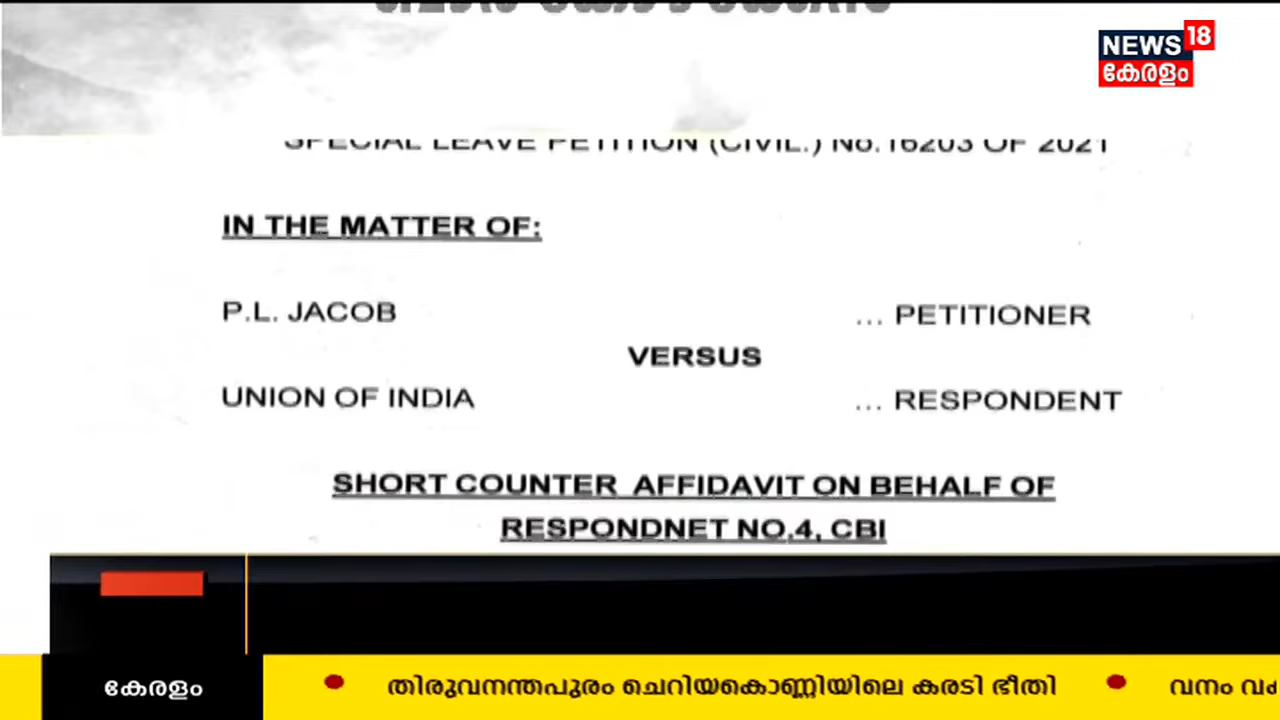 NEWS 18
കേരളം
SPECIAL LEAVE PETITION (CIVIL.) No.16203 OF 2021
IN THE MATTER OF:
P.L. JACOB ... PETITIONER
VERSUS
UNION OF INDIA ... RESPONDENT
SHORT COUNTER AFFIDAVIT ON BEHALF OF
RESPONDNET NO.4, CBI
കേരളം • തിരുവനന്തപുരം ചെറിയകൊണ്ണിയിലെ കരടി ഭീതി • വനം